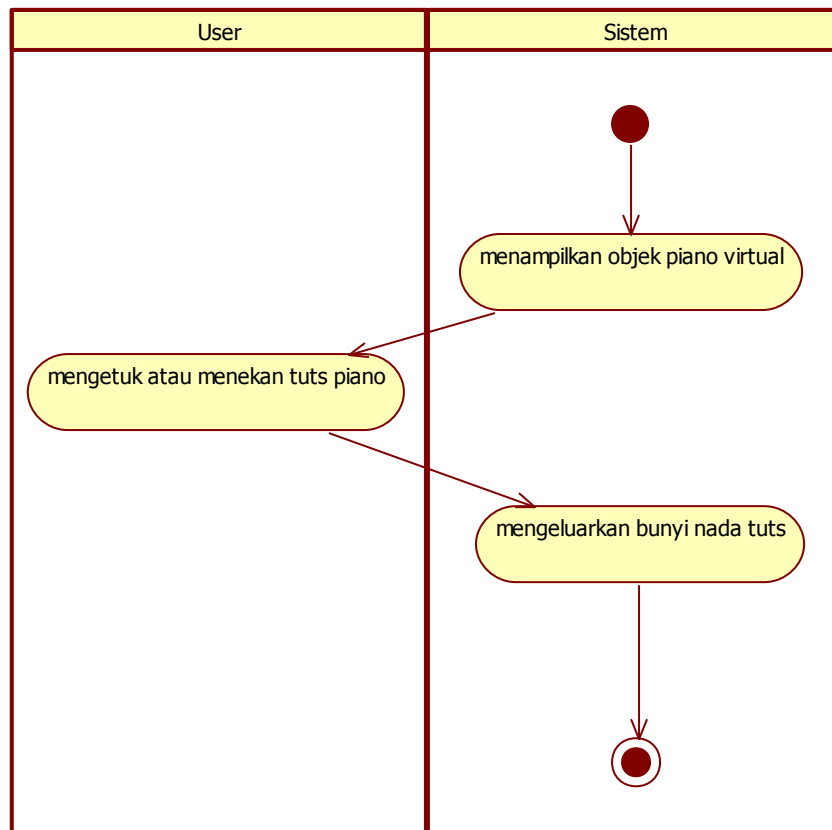 User
Sistem
menampilkan objek piano virtual
mengetuk atau menekan tuts piano
mengeluarkan bunyi nada tuts